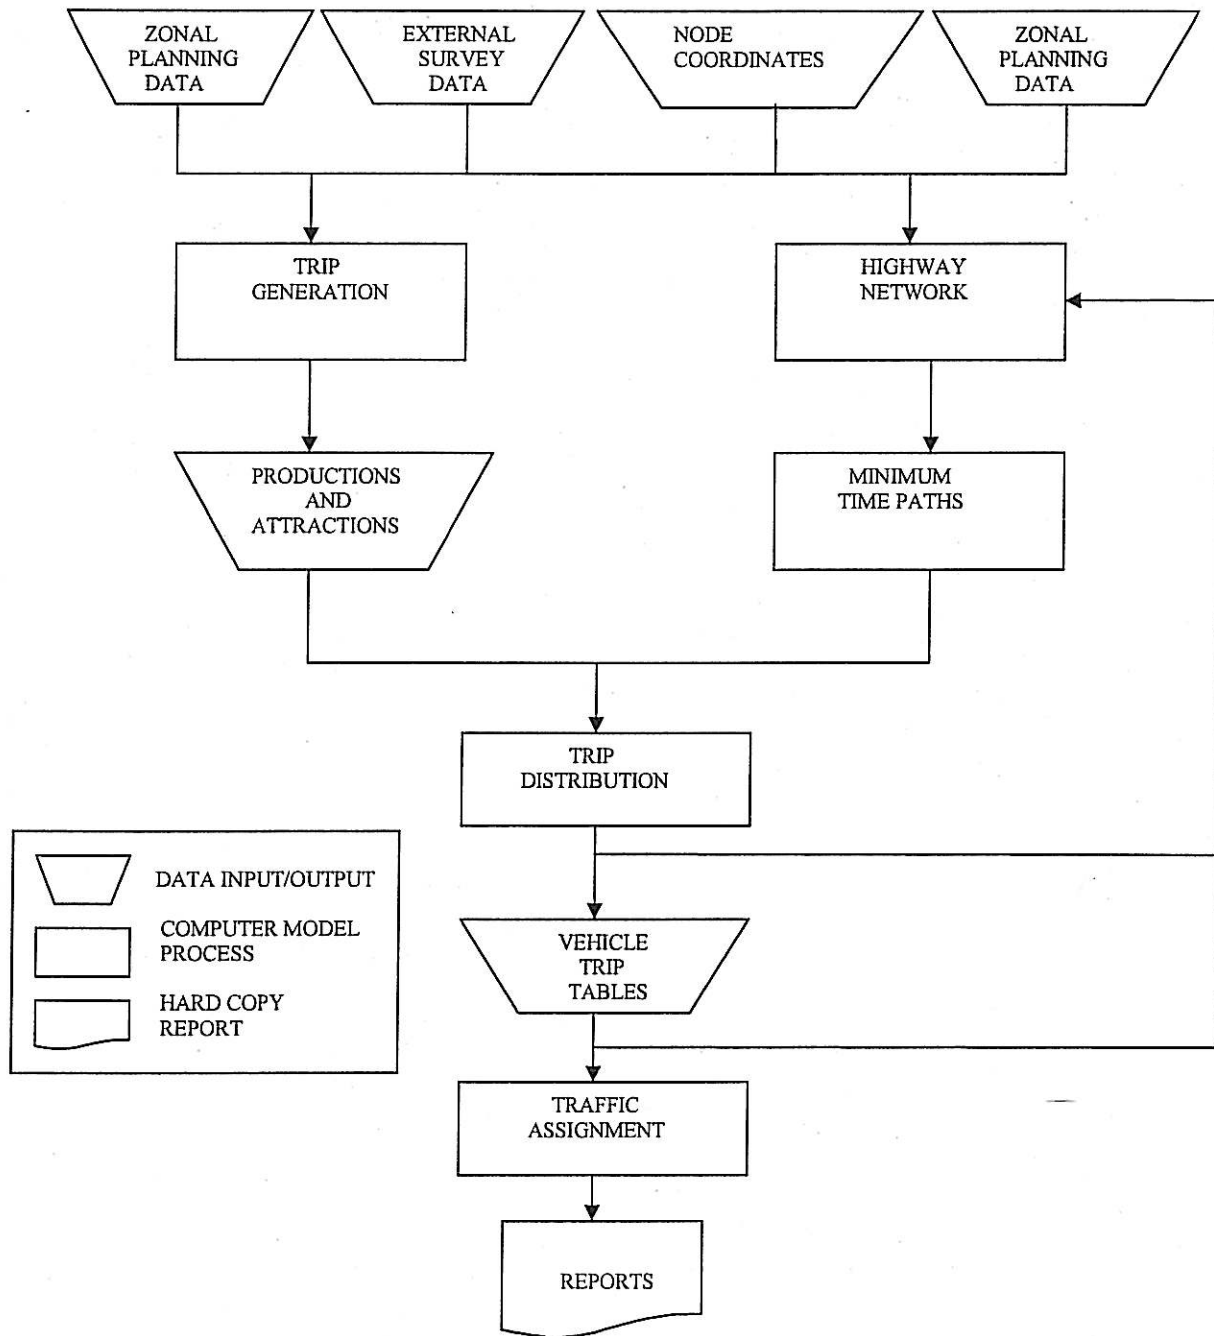 ZONAL
PLANNING
DATA
EXTERNAL
SURVEY
DATA
NODE
COORDINATES
ZONAL
PLANNING
DATA
TRIP
GENERATION
HIGHWAY
NETWORK
PRODUCTIONS
AND
ATTRACTIONS
MINIMUM
TIME PATHS
TRIP
DISTRIBUTION
DATA INPUT/OUTPUT
COMPUTER MODEL
PROCESS
HARD COPY
REPORT
VEHICLE
TRIP
TABLES
TRAFFIC
ASSIGNMENT
REPORTS